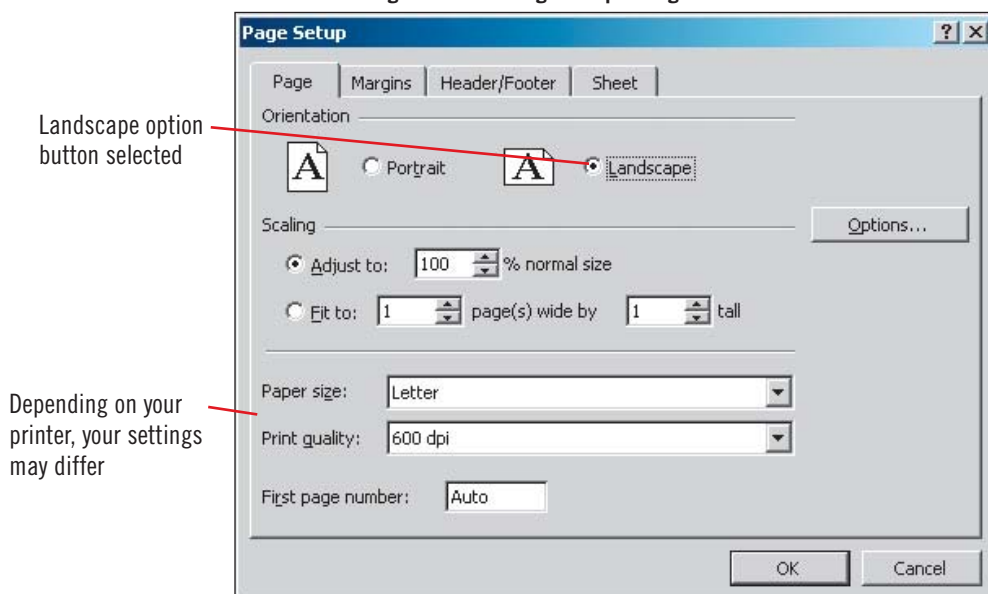 Page Setup
Page Margins Header/Footer Sheet
Orientation
Landscape option
button selected
A Portrait A Landscape
Scaling
Options...
Adjust to: 100 % normal size
Fit to: 1 page(s) wide by 1 tall
Paper size: Letter
Depending on your
printer, your settings
may differ
Print quality: 600 dpi
First page number: Auto
OK Cancel